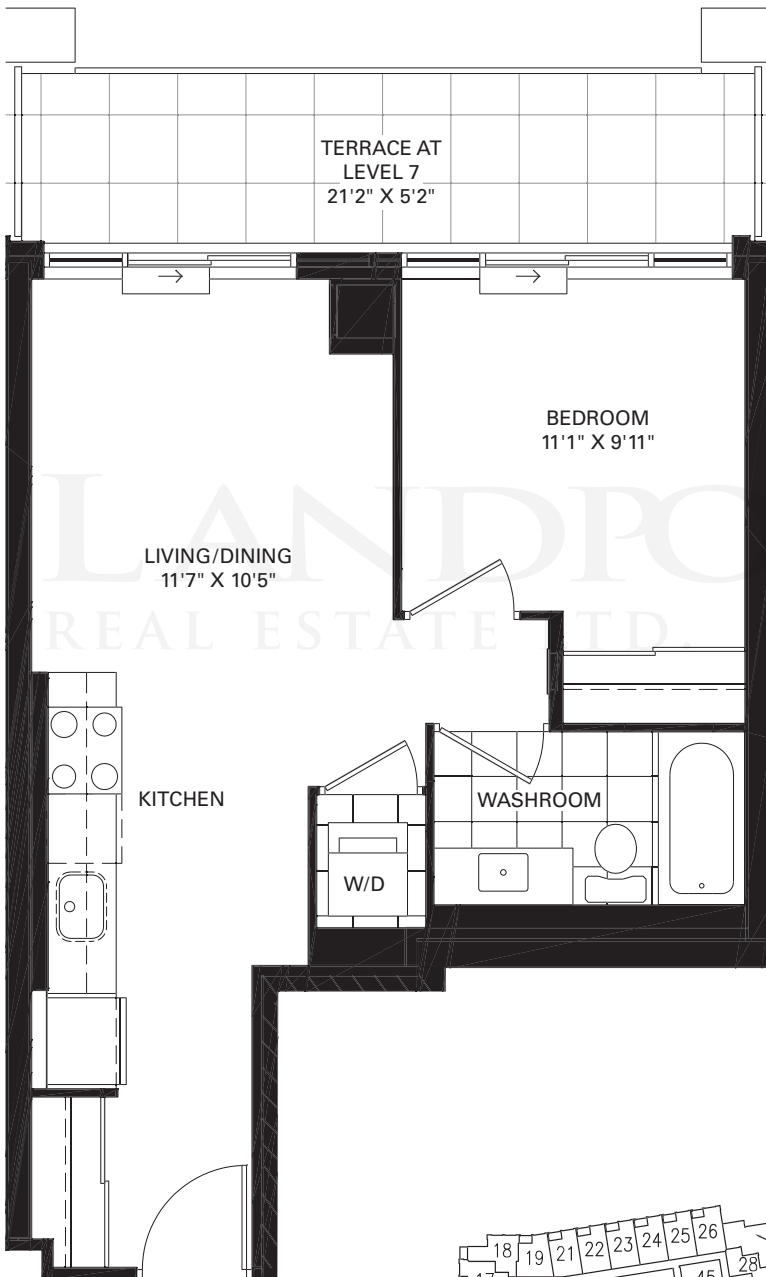 TERRACE AT
LEVEL 7
21'2" X 5'2"
BEDROOM
11'1" X 9'11"
LANDPO
LIVING/DINING
11'7" X 10'5"
REAL ESTATE LTD.
KITCHEN
WASHROOM
W/D
18 19 21 22 23 24 25 26
17 45 28